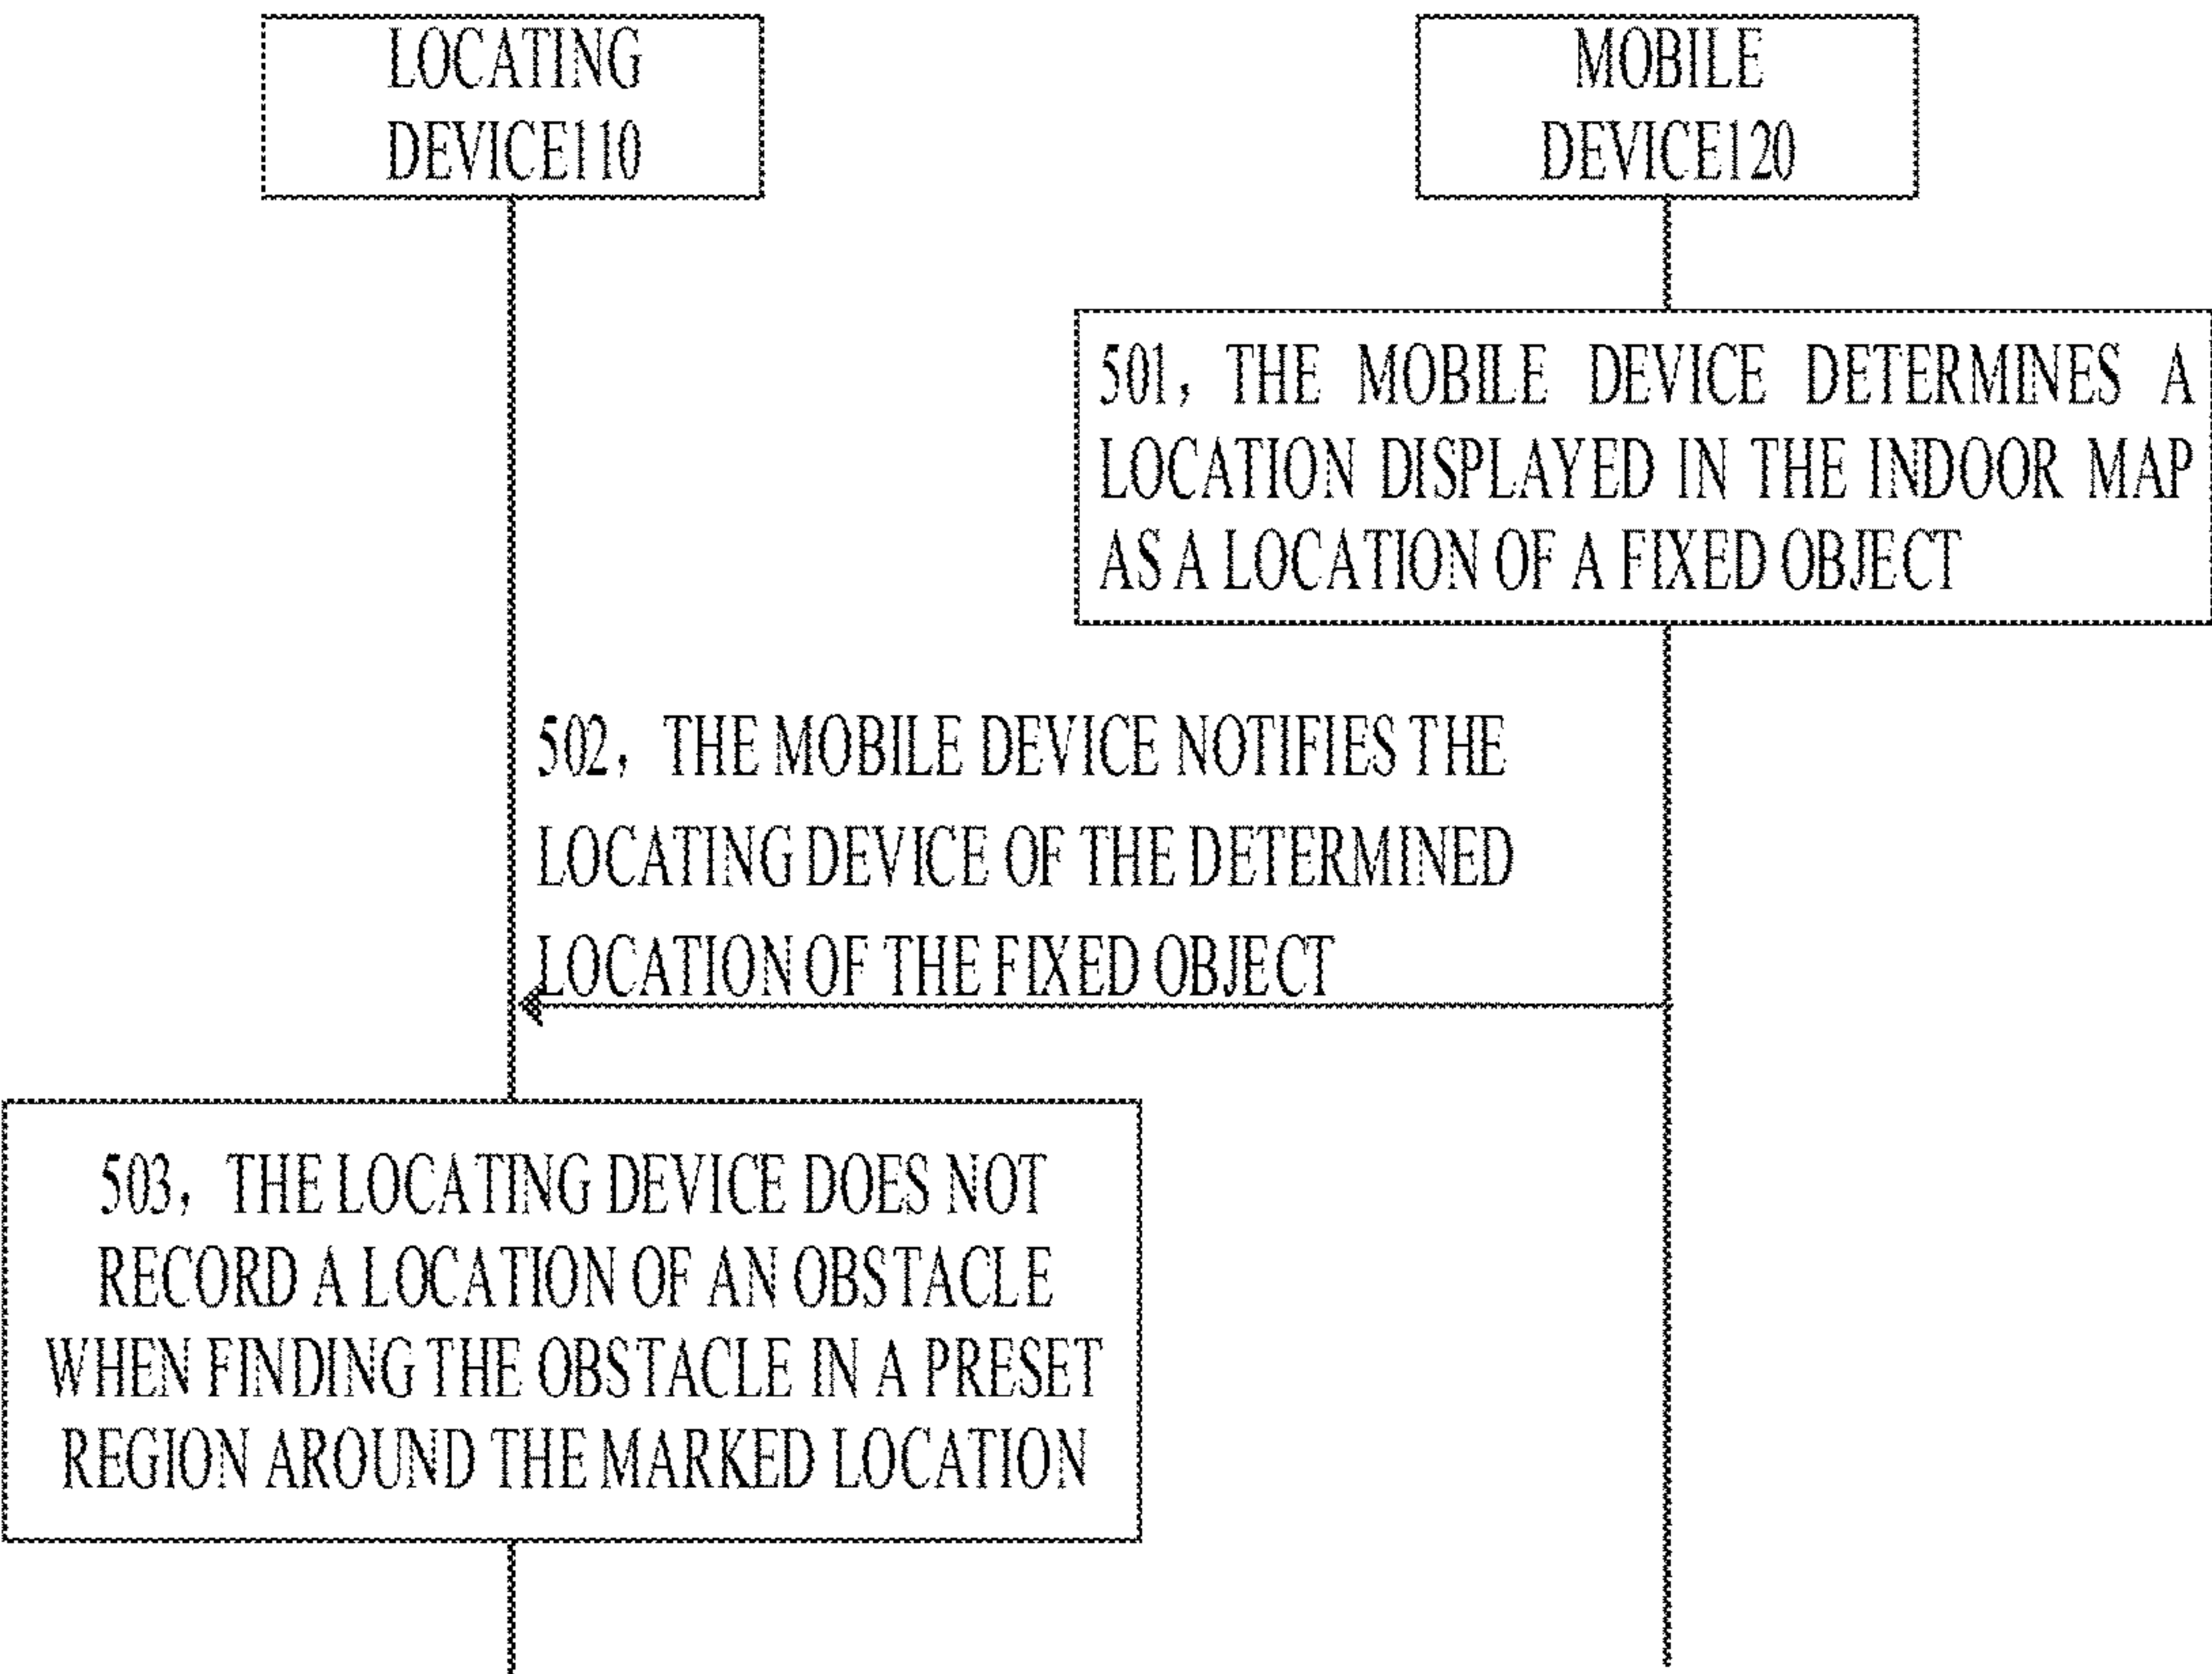 LOCATING
DEVICE110
MOBILE
DEVICE120
501, THE MOBILE DEVICE DETERMINES A
LOCATION DISPLAYED IN THE INDOOR MAP
AS A LOCATION OF A FIXED OBJECT
502, THE MOBILE DEVICE NOTIFIES THE
LOCATING DEVICE OF THE DETERMINED
LOCATION OF THE FIXED OBJECT
503, THE LOCATING DEVICE DOES NOT
RECORD A LOCATION OF AN OBSTACLE
WHEN FINDING THE OBSTACLE IN A PRESET
REGION AROUND THE MARKED LOCATION